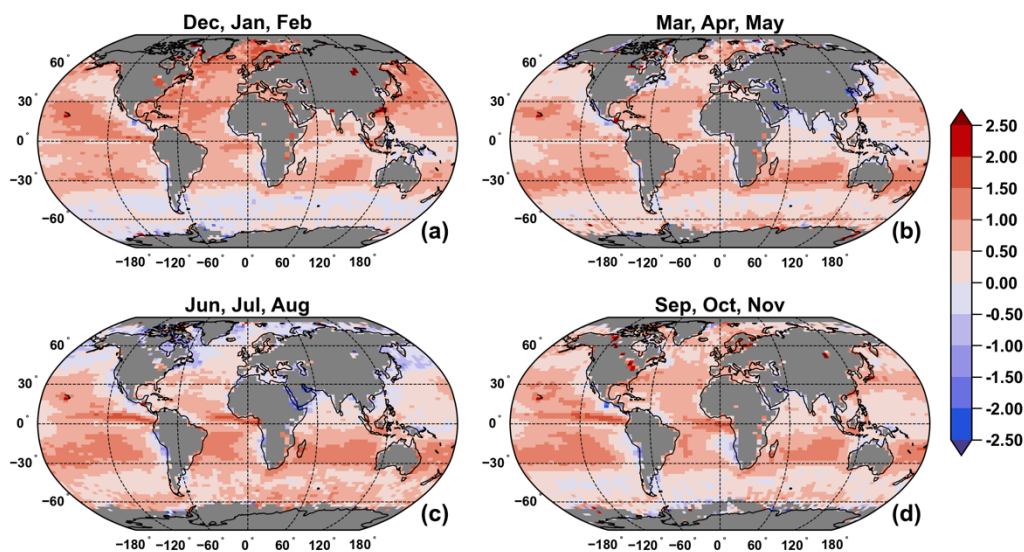 Dec, Jan, Feb
Mar, Apr, May
60°
30°
0°
−30°
−60°
(a)
−180° −120° −60° 0° 60° 120° 180°
60°
30°
0°
−30°
−60°
(b)
−180° −120° −60° 0° 60° 120° 180°
Jun, Jul, Aug
Sep, Oct, Nov
60°
30°
0°
−30°
−60°
(c)
−180° −120° −60° 0° 60° 120° 180°
60°
30°
0°
−30°
−60°
(d)
−180° −120° −60° 0° 60° 120° 180°
2.50
2.00
1.50
1.00
0.50
0.00
-0.50
-1.00
-1.50
-2.00
-2.50